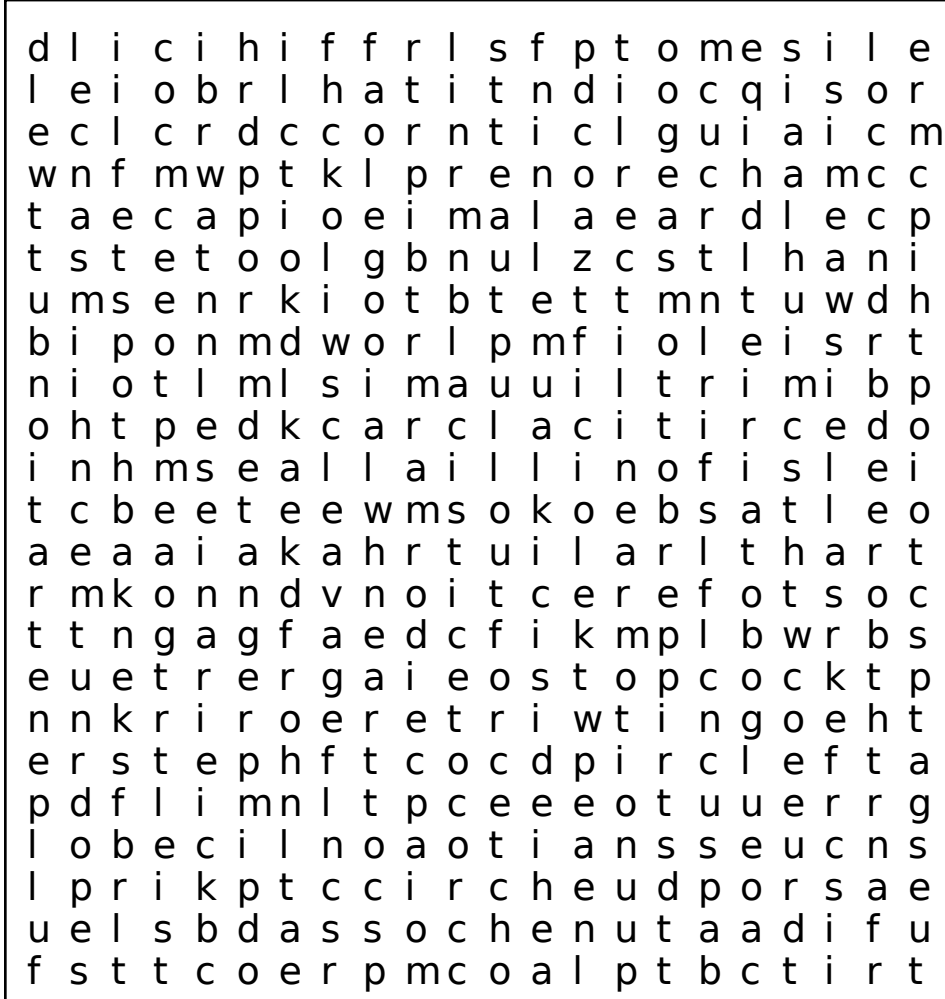 d l i c i h i f f r l s f p t o m e s i l e
l e i o b r l h a t i t n d i o c q i s o r
e c l c r d c c o r n t i c l g u i a i c m
w n f m w p t k l p r e n o r e c h a m c c
t a e c a p i o e i m a l a e a r d l e c p
t s t e t o o l g b n u l z c s t l h a n i
u m s e n r k i o t b t e t t m n t u w d h
b i p o n m d w o r l p m f i o l e i s r t
n i o t l m l s i m a u u i l t r i m i b p
o h t p e d k c a r c l a c i t i r c e d o
i n h m s e a l l a i l l i n o f i s l e i
t c b e e t e e w m s o k o e b s a t l e o
a e a a i a k a h r t u i l a r l t h a r t
r m k o n n d v n o i t c e r e f o t s o c
t t n g a g f a e d c f i k m p l b w r b s
e u e t r e r g a i e o s t o p c o c k t p
n n k r i r o e r e t r i w t i n g o e h t
e r s t e p h f t c o c d p i r c l e f t a
p d f l i m n l t p c e e e o t u u e r r g
l o b e c i l n o a o t i a n s s e u c n s
l p r i k p t c c i r c h e u d p o r s a e
u e l s b d a s s o c h e n u t a a d i f u
f s t t c o e r p m c o a l p t b c t i r t